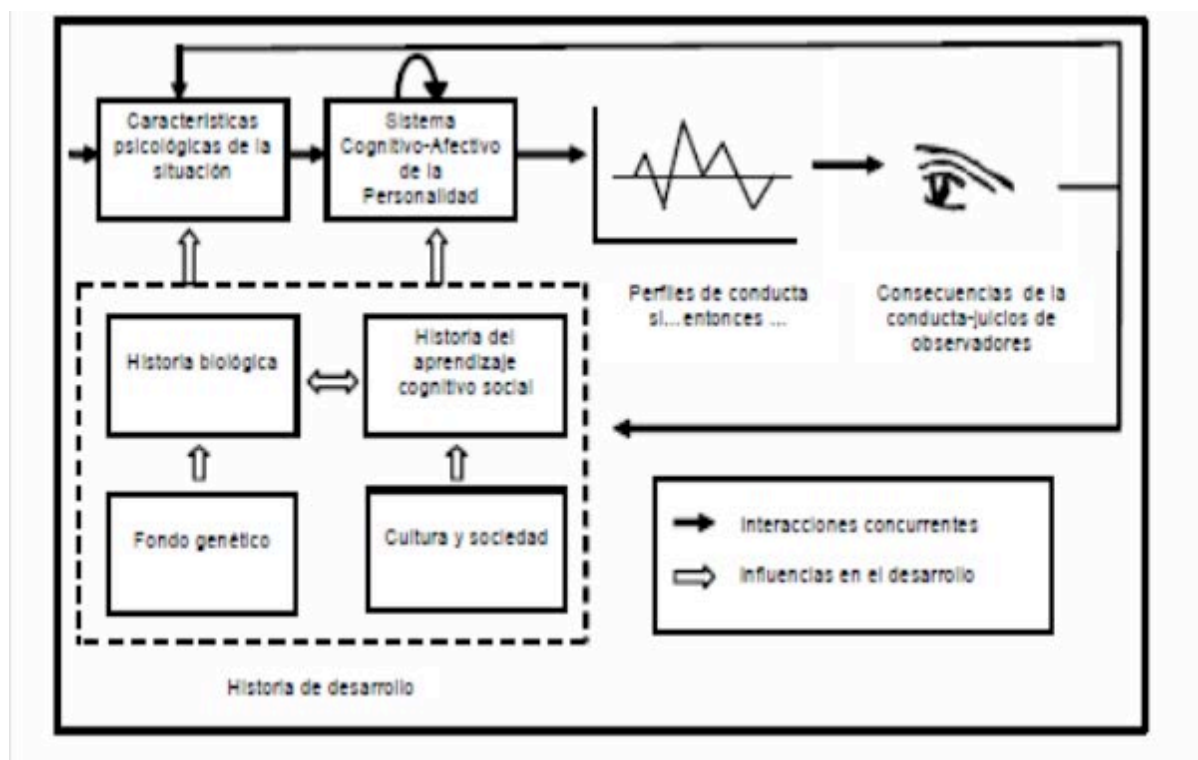 Características
psicológicas de la
situación
Sistema
Cognitivo-Afectivo
de la
Personalidad
Perfiles de conducta
si...entonces ...
Consecuencias de la
conducta-juicios de
observadores
Historia biológica
Historia del
aprendizaje
cognitivo social
Fondo genético
Cultura y sociedad
Interacciones concurrentes
Influencias en el desarrollo
Historia de desarrollo